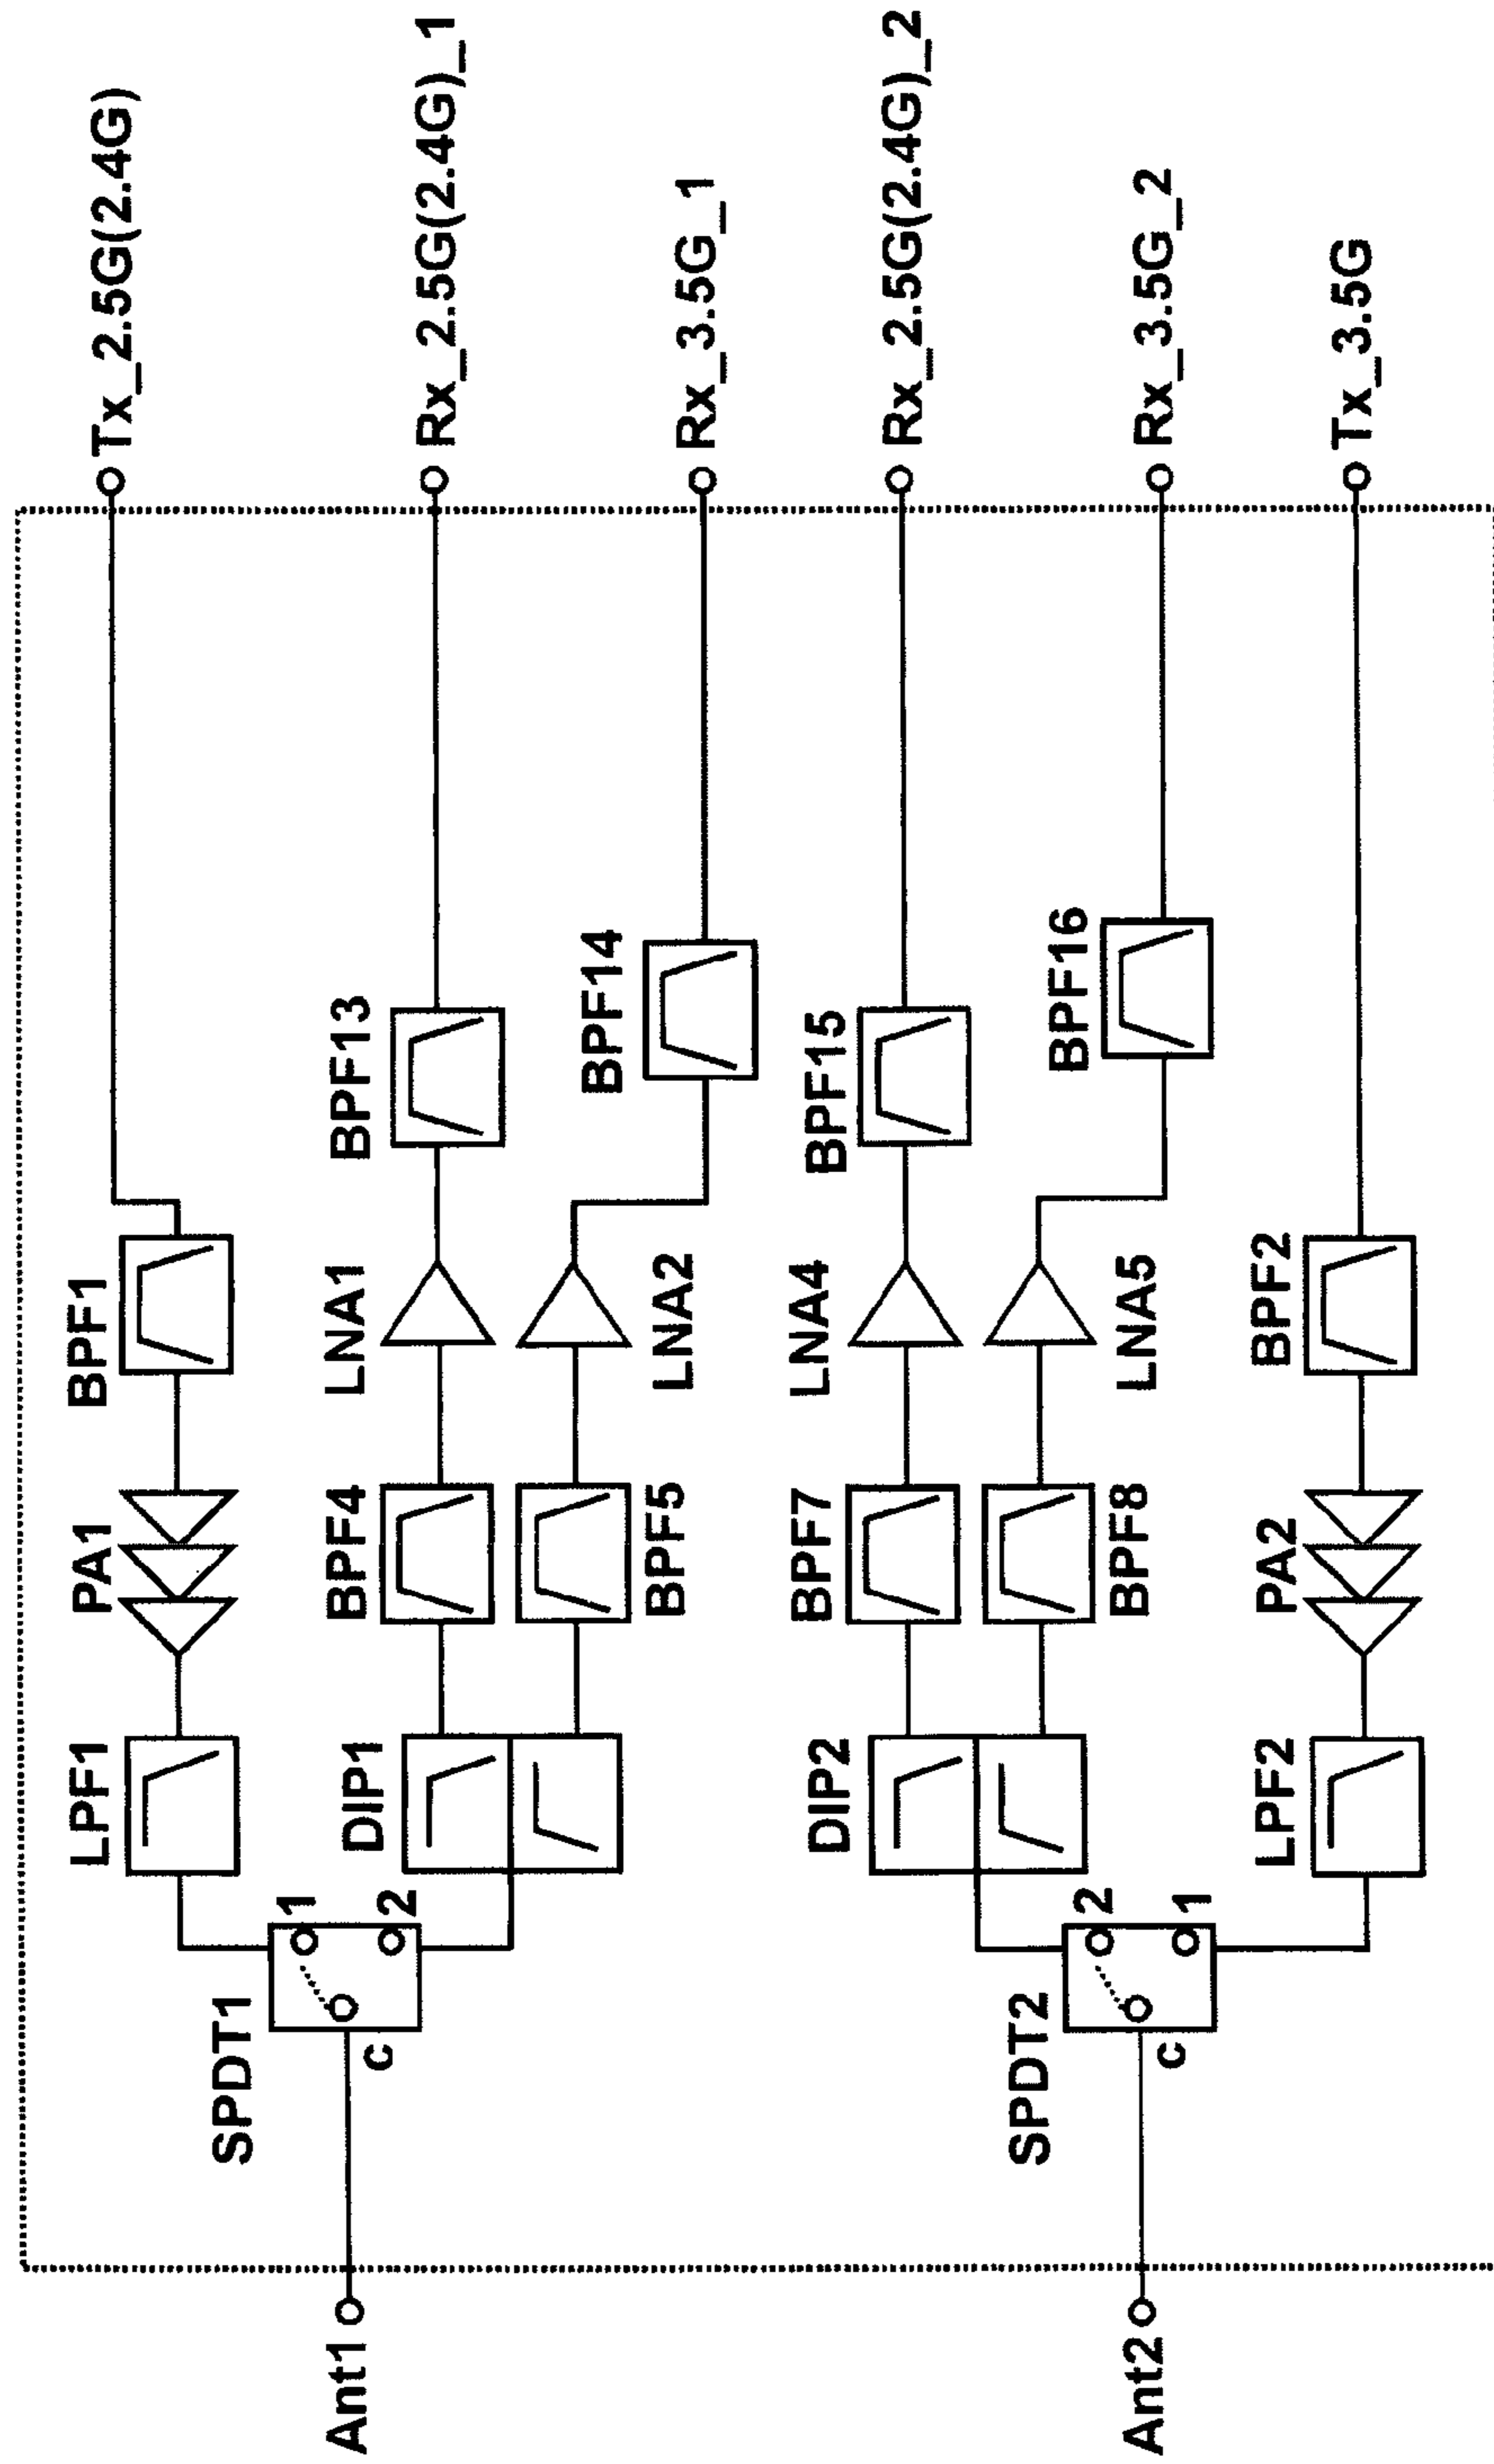 Tx_2.5G(2.4G)
BPF1
PA1
LPF1
Rx_2.5G(2.4G)_1
BPF13
LNA1
BPF4
DIP1
1
2
SPDT1
c
Ant1
BPF14
Rx_3.5G_1
LNA2
BPF5
Rx_2.5G(2.4G)_2
BPF15
LNA4
BPF7
DIP2
2
1
SPDT2
c
Ant2
BPF16
Rx_3.5G_2
LNA5
BPF8
Tx_3.5G
BPF2
PA2
LPF2